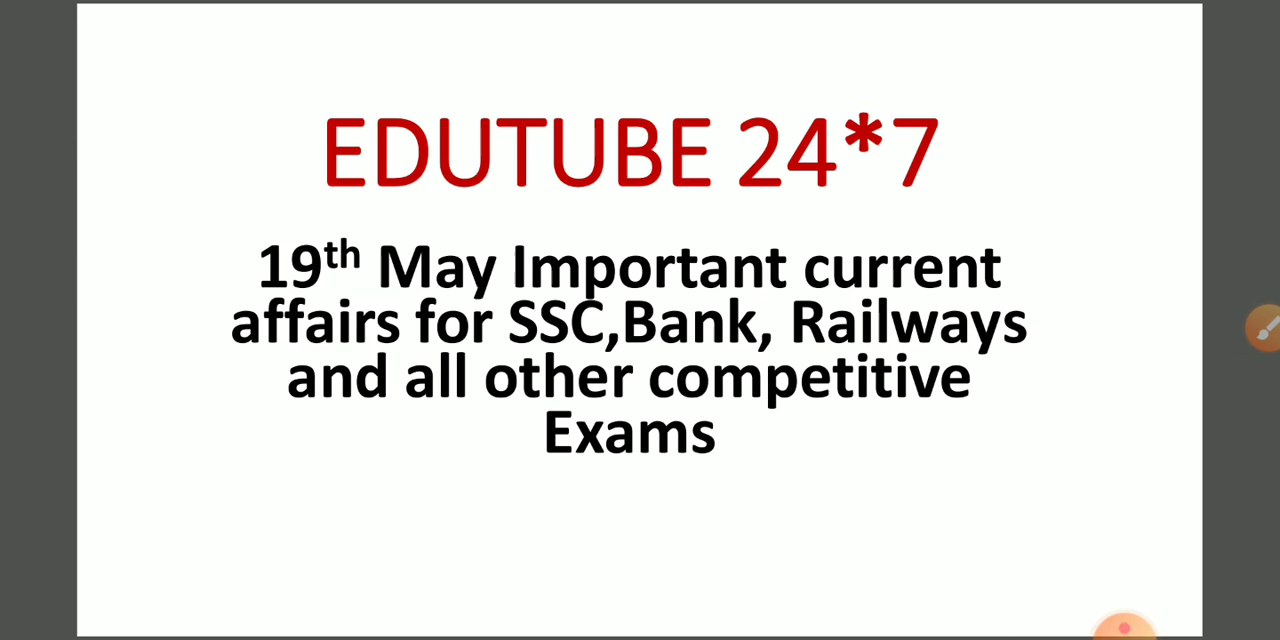 EDUTUBE 24*7
19th May Important current
affairs for SSC,Bank, Railways
and all other competitive
Exams